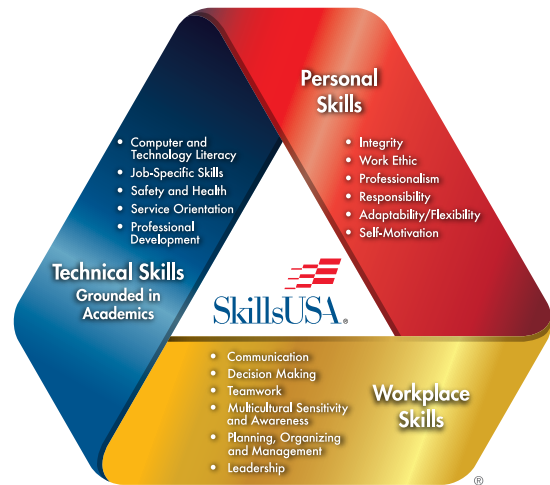 Personal
Skills
• Integrity
• Work Ethic
• Professionalism
• Responsibility
• Adaptability/Flexibility
• Self-Motivation
• Computer and
Technology Literacy
• Job-Specific Skills
• Safety and Health
• Service Orientation
• Professional
Development
Technical Skills
Grounded in
Academics
SkillsUSA®
• Communication
• Decision Making
• Teamwork
• Multicultural Sensitivity
and Awareness
• Planning, Organizing
and Management
• Leadership
Workplace
Skills
®